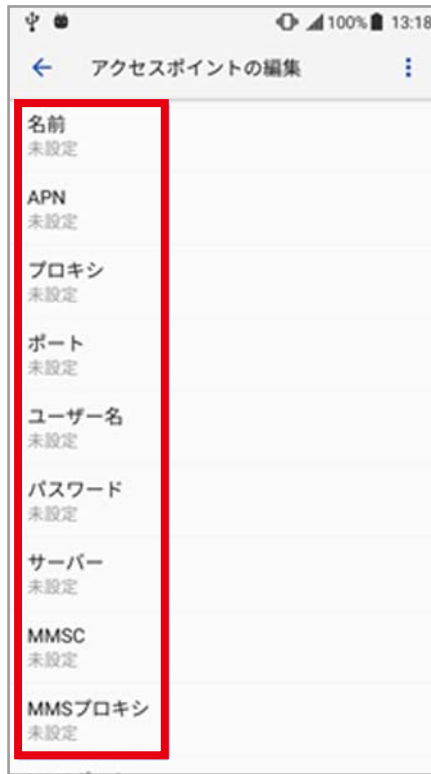 100% 13:18
アクセスポイントの編集
名前
未設定
APN
未設定
プロキシ
未設定
ポート
未設定
ユーザー名
未設定
パスワード
未設定
サーバー
未設定
MMSC
未設定
MMSプロキシ
未設定